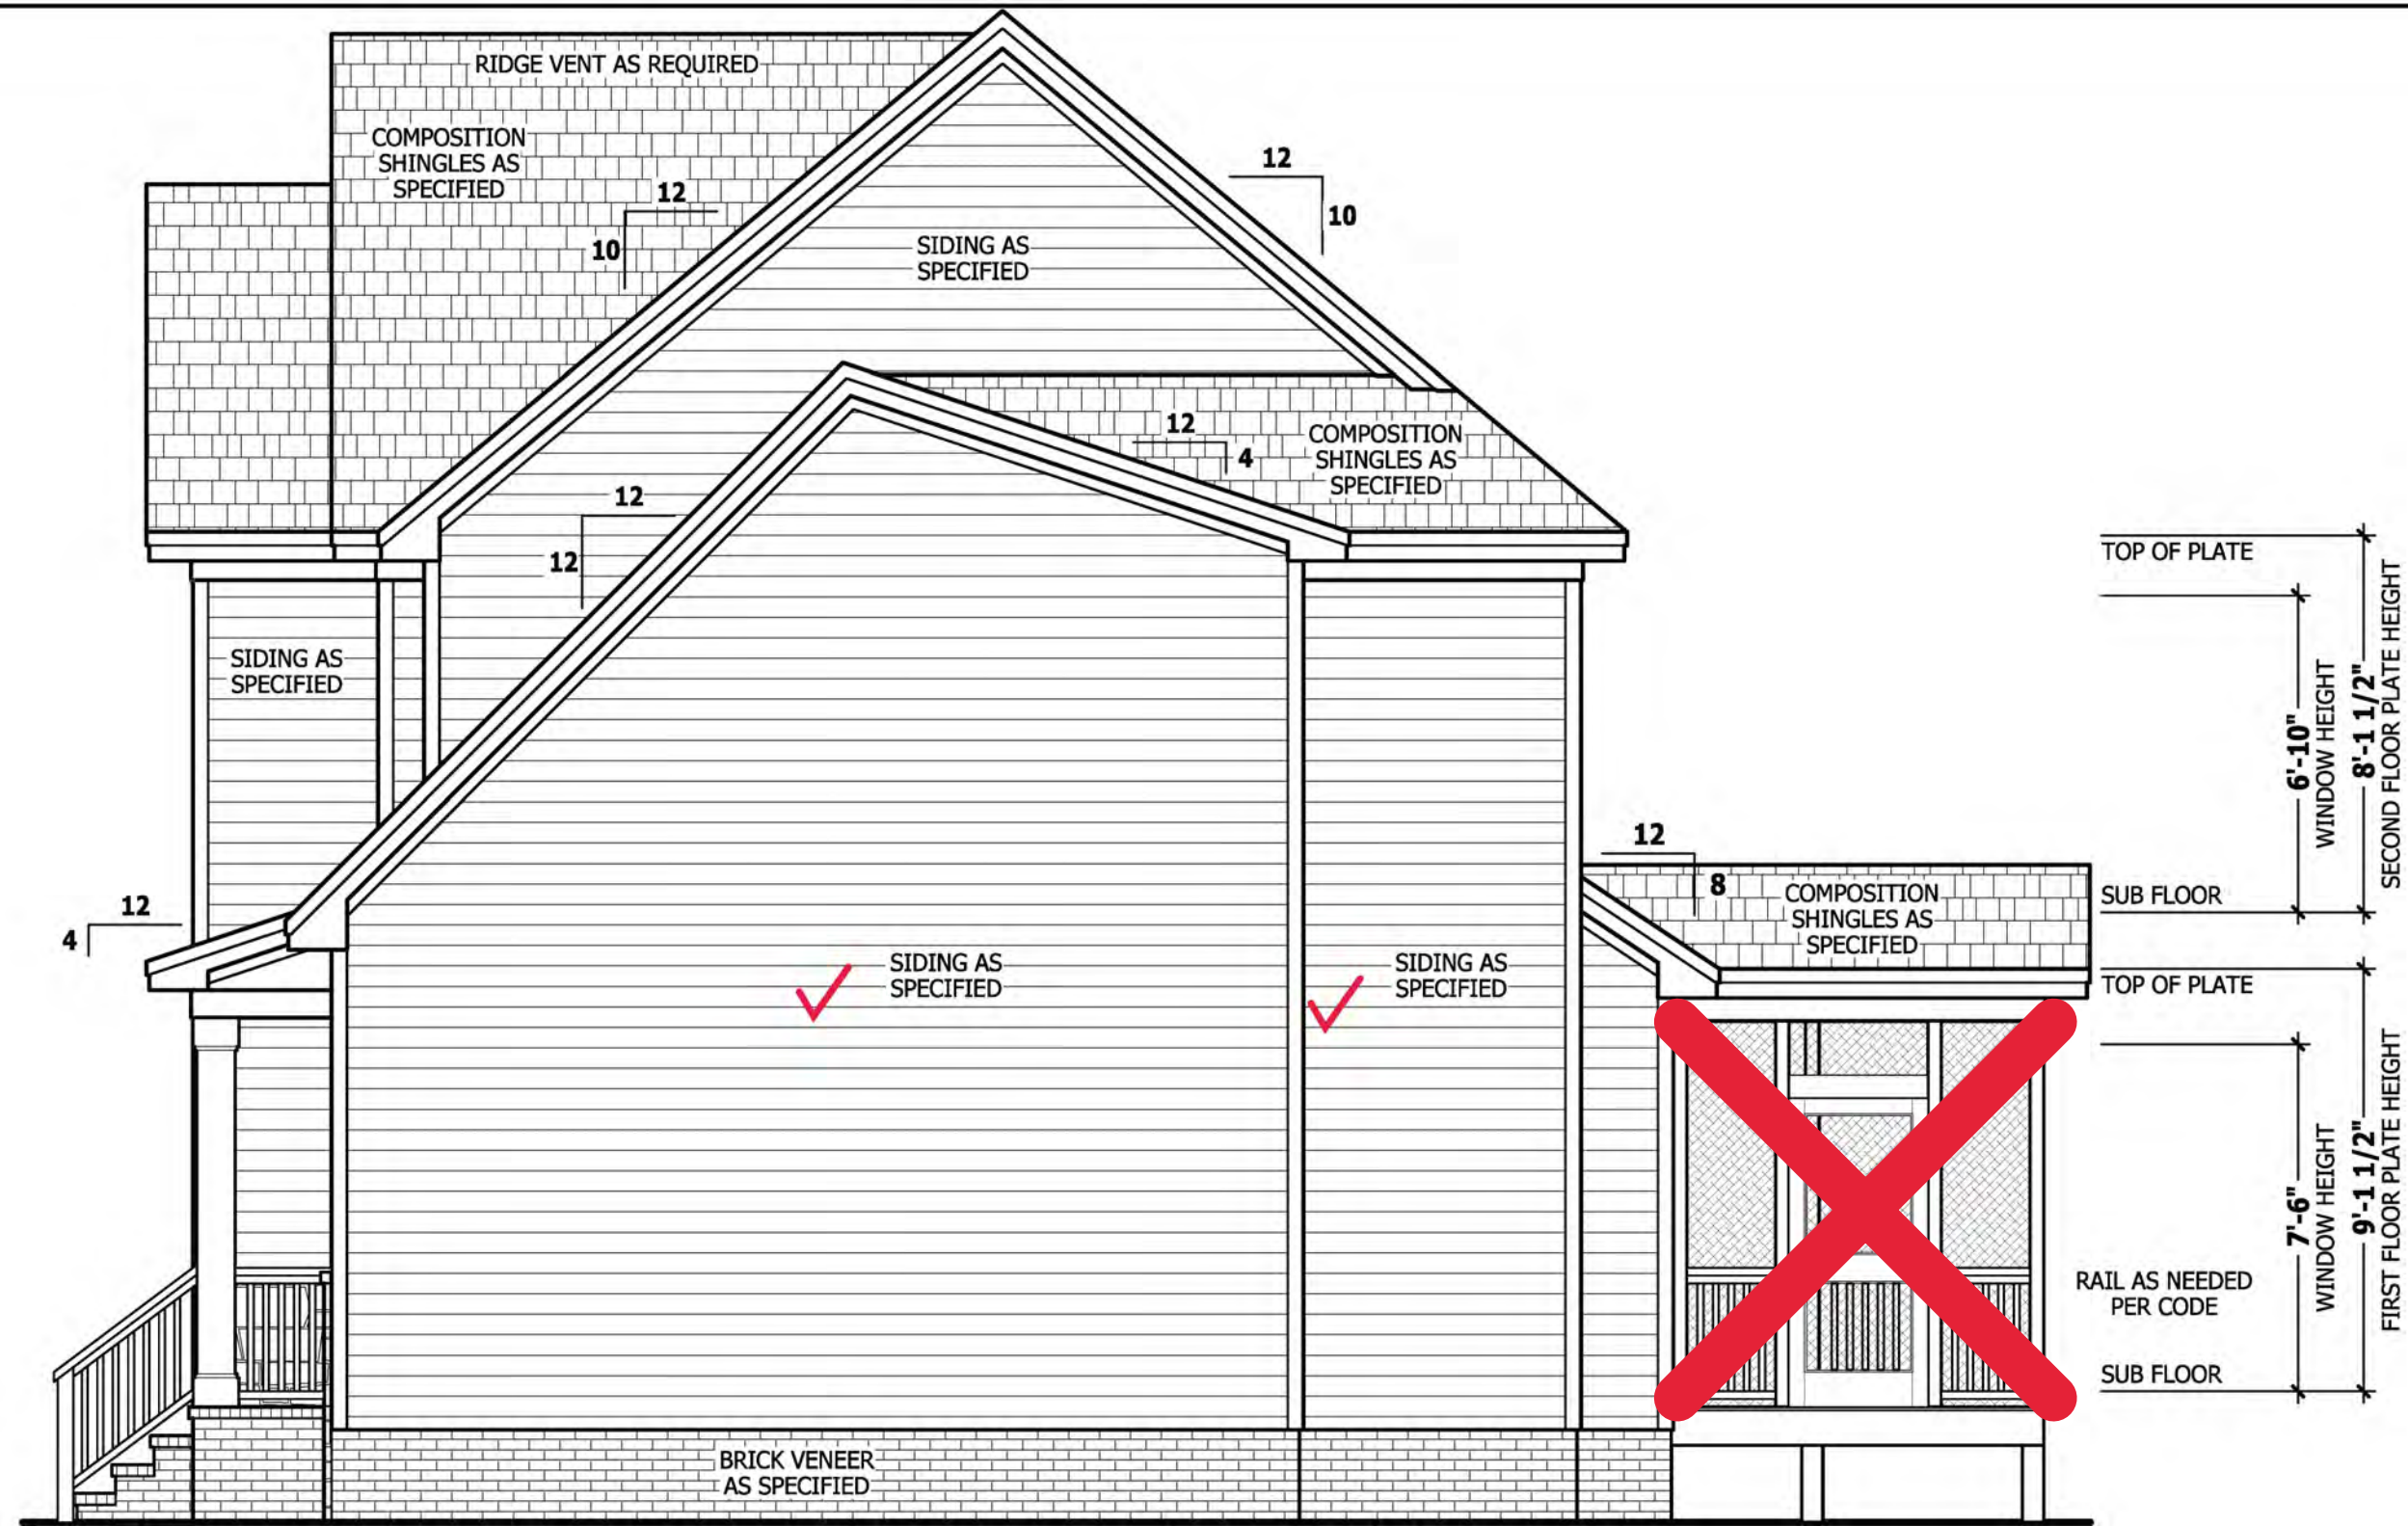 RIDGE VENT AS REQUIRED
COMPOSITION
SHINGLES AS
SPECIFIED
12
10
12
10
SIDING AS
SPECIFIED
12
4
COMPOSITION
SHINGLES AS
SPECIFIED
12
12
SIDING AS
SPECIFIED
12
4
12
8
COMPOSITION
SHINGLES AS
SPECIFIED
SIDING AS
SPECIFIED
SIDING AS
SPECIFIED
BRICK VENEER
AS SPECIFIED
TOP OF PLATE
6'-10"
WINDOW HEIGHT
8'-1 1/2"
SECOND FLOOR PLATE HEIGHT
SUB FLOOR
TOP OF PLATE
7'-6"
WINDOW HEIGHT
9'-1 1/2"
FIRST FLOOR PLATE HEIGHT
RAIL AS NEEDED
PER CODE
SUB FLOOR